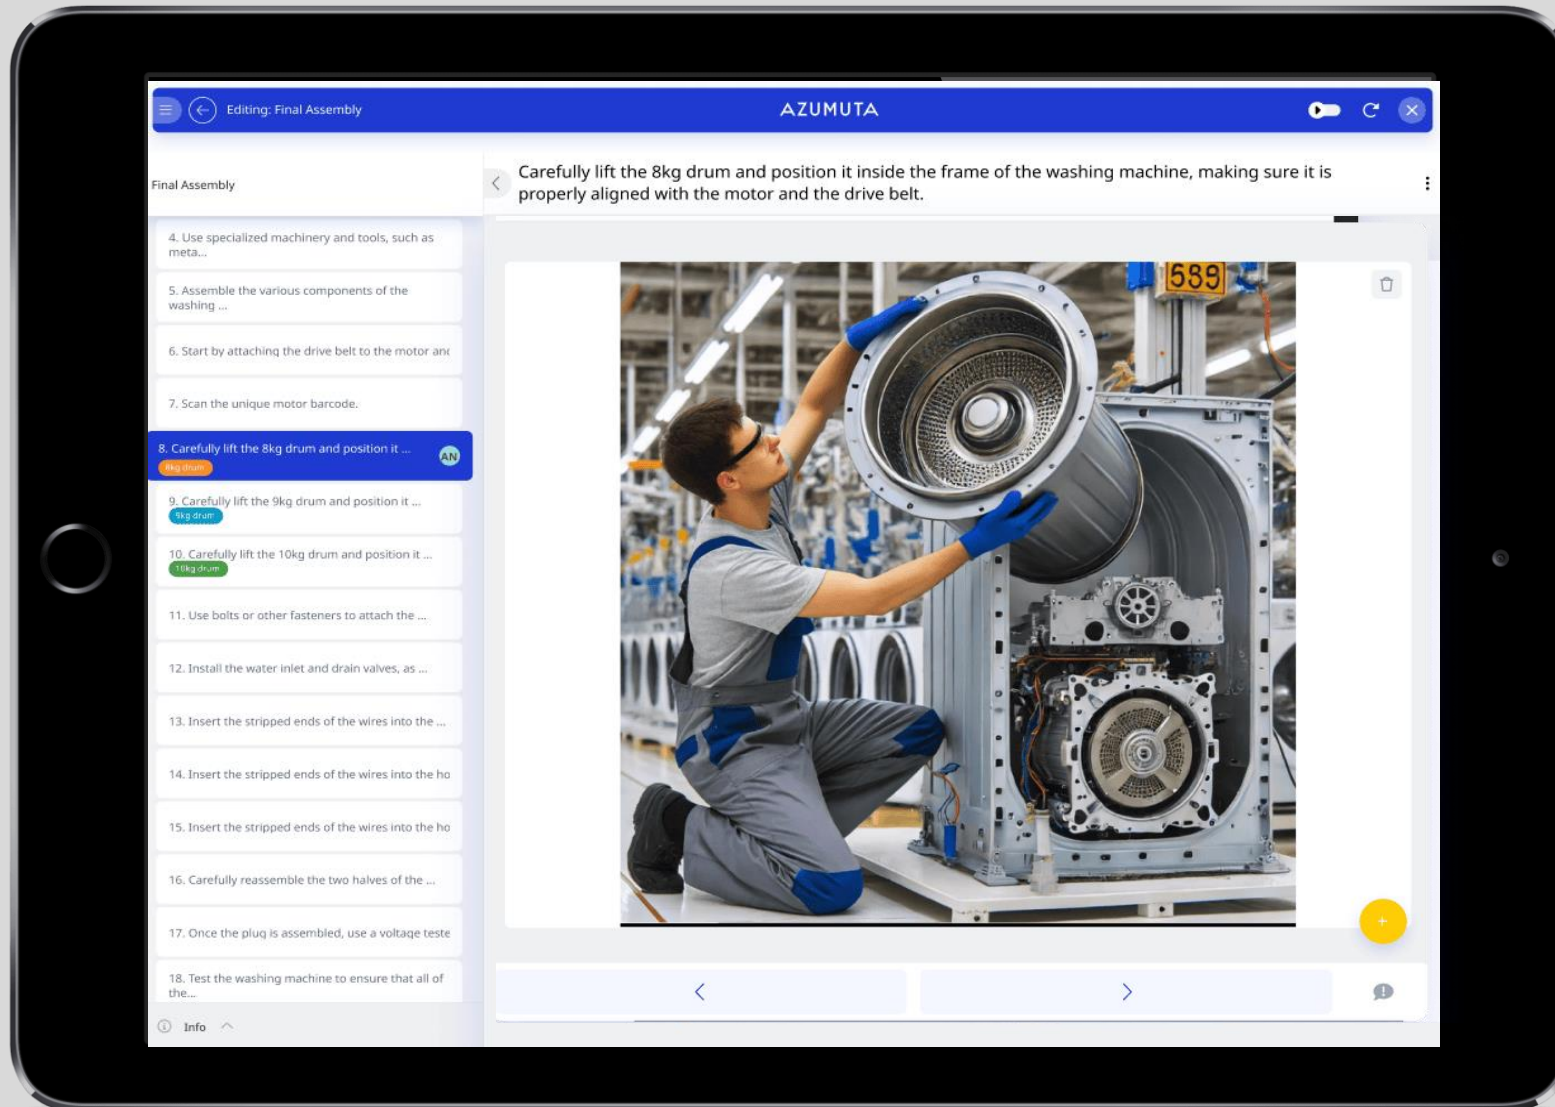 Editing: Final Assembly
AZUMUTA
Final Assembly
Carefully lift the 8kg drum and position it inside the frame of the washing machine, making sure it is
properly aligned with the motor and the drive belt.
4. Use specialized machinery and tools, such as
meta...
5. Assemble the various components of the
washing ...
6. Start by attaching the drive belt to the motor and
7. Scan the unique motor barcode.
8. Carefully lift the 8kg drum and position it ...
8kg drum
AN
9. Carefully lift the 9kg drum and position it ...
9kg drum
10. Carefully lift the 10kg drum and position it ...
10kg drum
11. Use bolts or other fasteners to attach the ...
12. Install the water inlet and drain valves, as ...
13. Insert the stripped ends of the wires into the ...
14. Insert the stripped ends of the wires into the ho
15. Insert the stripped ends of the wires into the ho
16. Carefully reassemble the two halves of the ...
17. Once the plug is assembled, use a voltage teste
18. Test the washing machine to ensure that all of
the...
Info
589